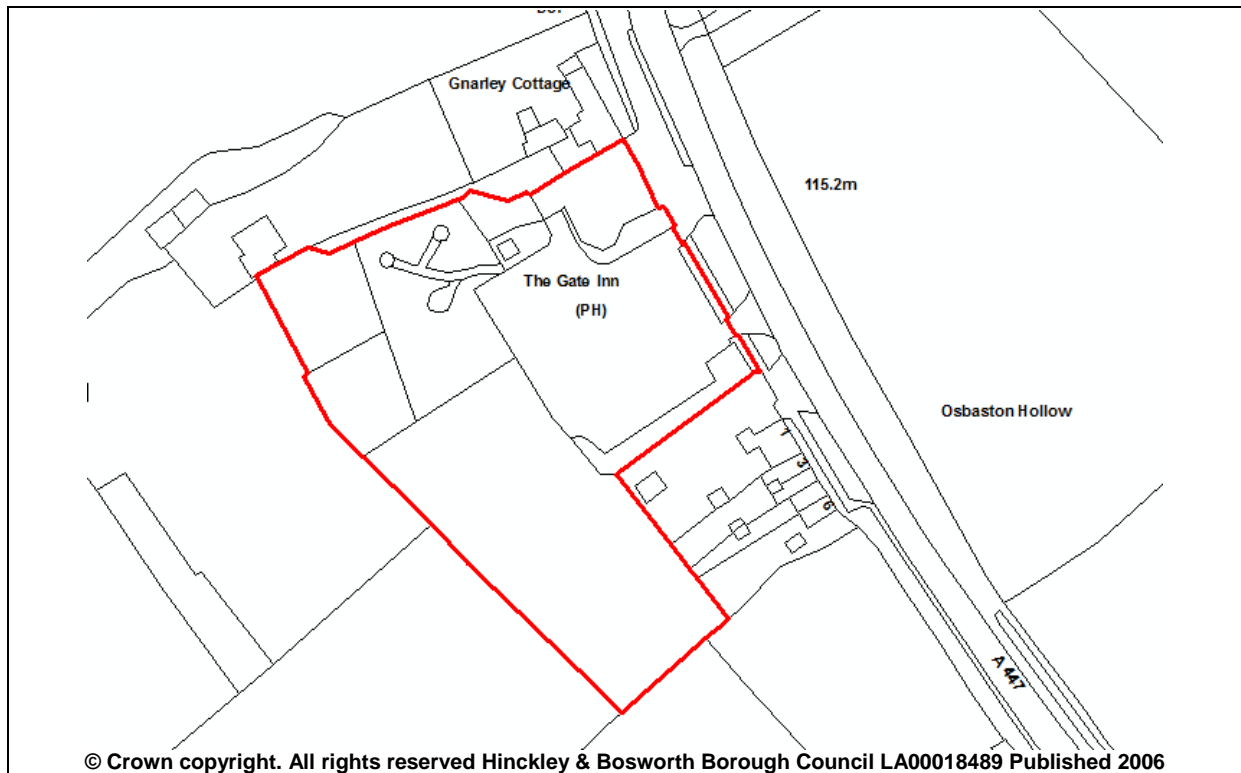 Gnarley Cottage
115.2m
The Gate Inn
(PH)
Osbaston Hollow
1
3
6
A 447
© Crown copyright. All rights reserved Hinckley & Bosworth Borough Council LA00018489 Published 2006